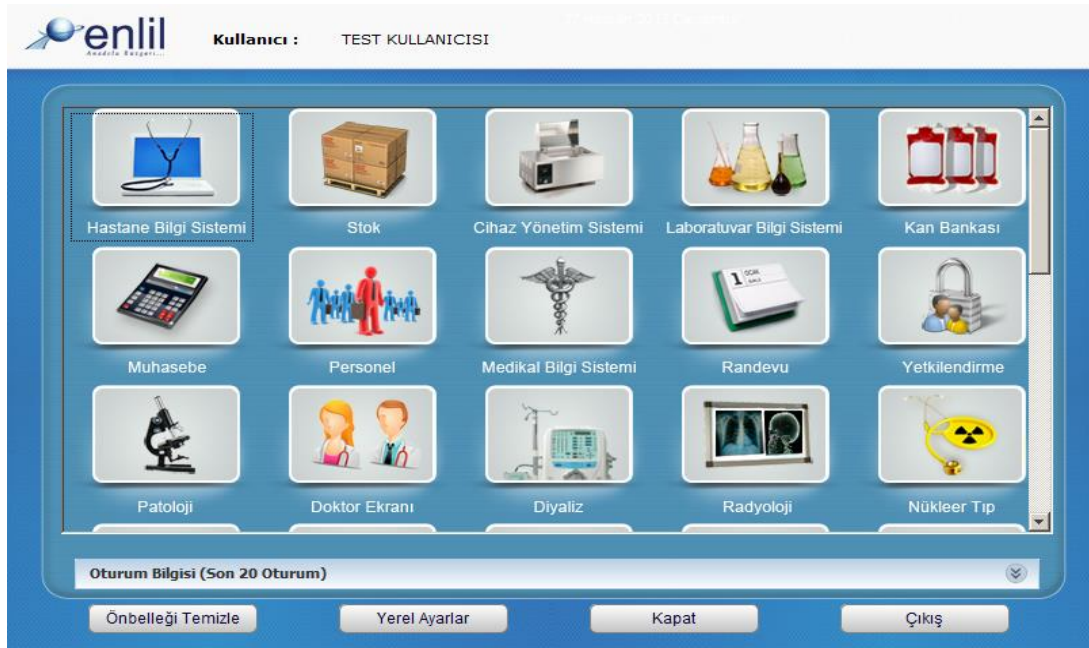 enlil
Anadolu Rüzgarı...
Kullanıcı : TEST KULLANICISI
Hastane Bilgi Sistemi
Stok
Cihaz Yönetim Sistemi
Laboratuvar Bilgi Sistemi
Kan Bankası
Muhasebe
Personel
Medikal Bilgi Sistemi
1 OCAK
Randevu
Yetkilendirme
Patoloji
Doktor Ekranı
Diyaliz
Radyoloji
Nükleer Tıp
Oturum Bilgisi (Son 20 Oturum)
Önbelleği Temizle
Yerel Ayarlar
Kapat
Çıkış